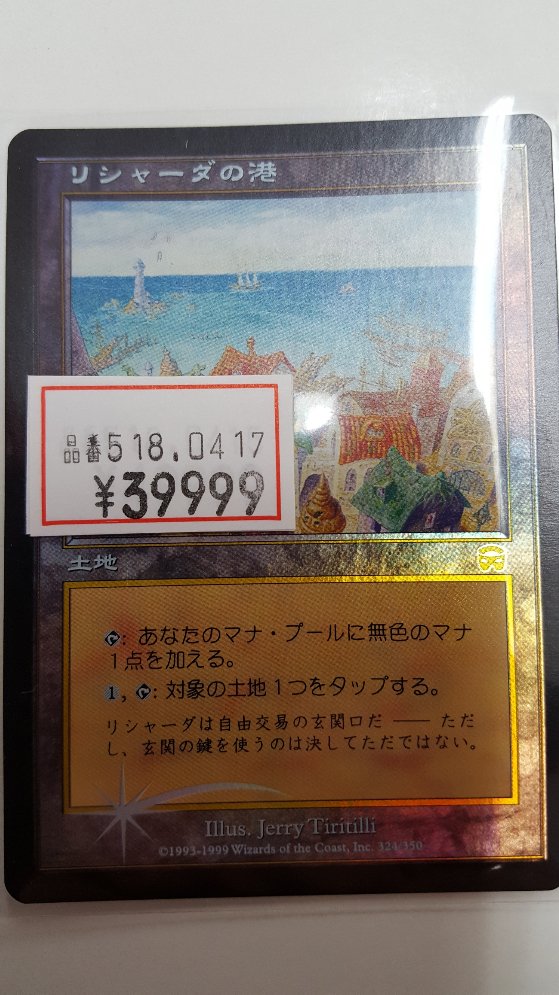 リシャーダの港
品番518.0417
¥39999
土地
: あなたのマナ・プールに無色のマナ
1点を加える。
1, : 対象の土地1つをタップする。
リシャーダは自由交易の玄関口だ ―― ただ
し、玄関の鍵を使うのは決してただではない。
Illus. Jerry Tiritilli
©1993-1999 Wizards of the Coast, Inc. 324/350